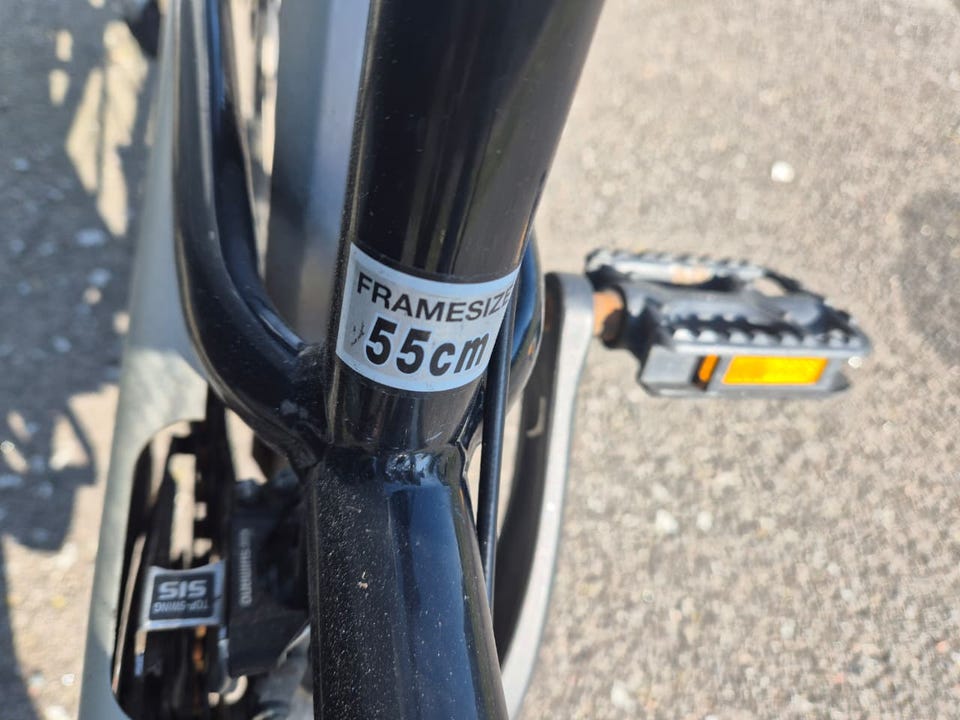 FRAMESIZE
55cm
SHIMANO
SIS
TOP-SWING